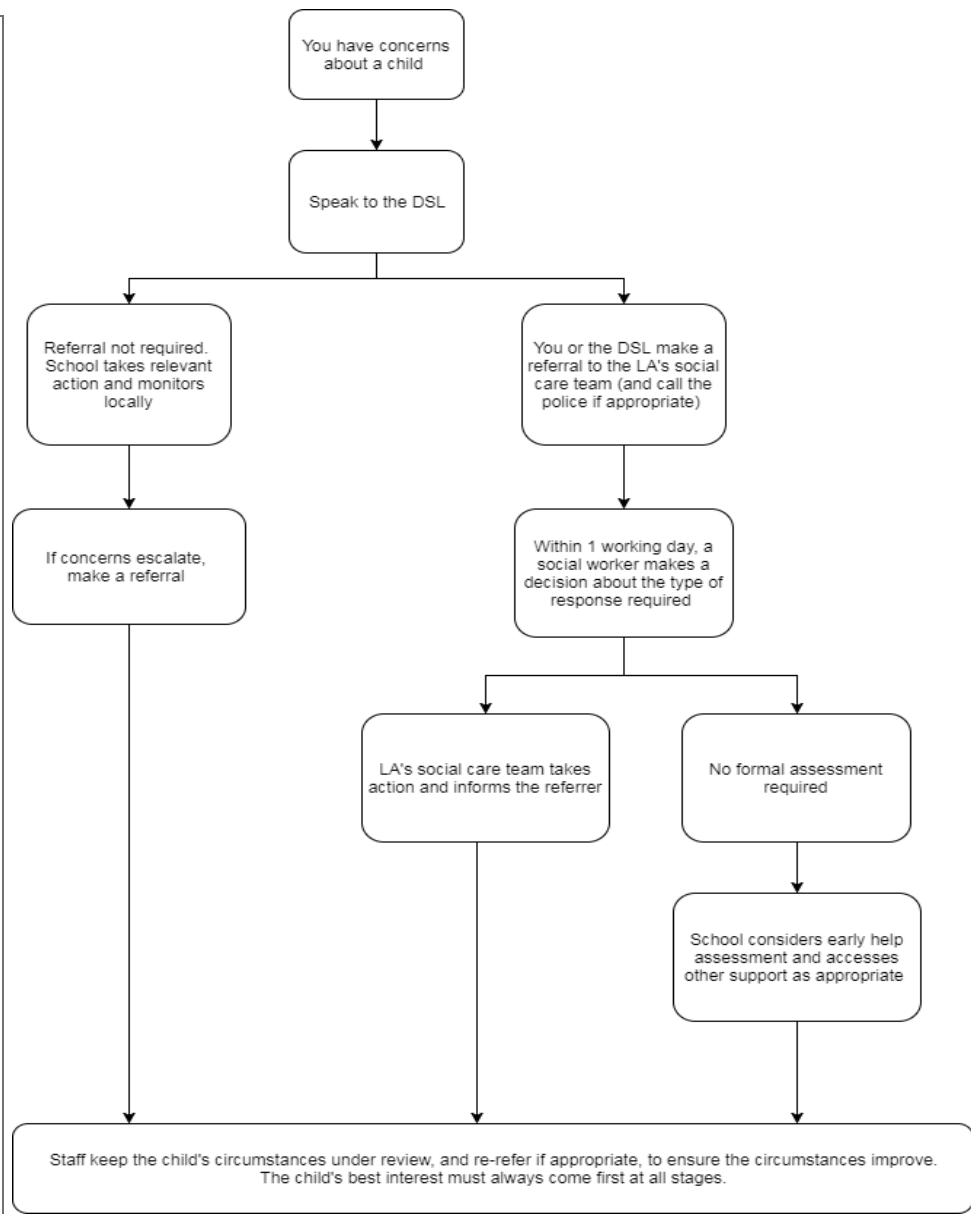 You have concerns
about a child
Speak to the DSL
Referral not required.
School takes relevant
action and monitors
locally
You or the DSL make a
referral to the LA's social
care team (and call the
police if appropriate)
If concerns escalate,
make a referral
Within 1 working day, a
social worker makes a
decision about the type of
response required
LA's social care team takes
action and informs the referrer
No formal assessment
required
School considers early help
assessment and accesses
other support as appropriate
Staff keep the child's circumstances under review, and re-refer if appropriate, to ensure the circumstances improve.
The child's best interest must always come first at all stages.